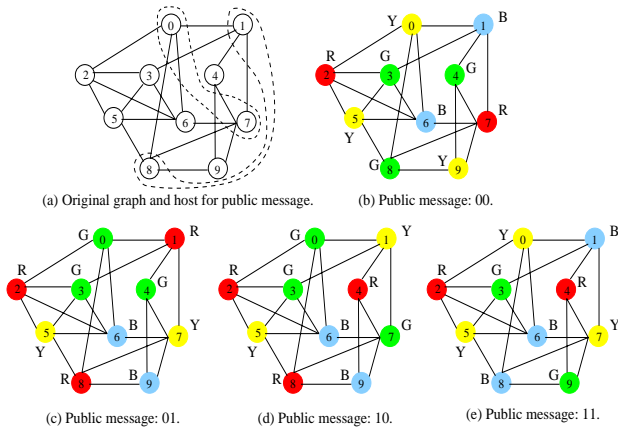 0 1
2 3 4
5 6 7
8 9
(a) Original graph and host for public message.
Y 0 1 B
R 2 G 3 G 4
5 Y 6 B 7 R
G 8 Y 9
(b) Public message: 00.
G 0 1 R
R 2 G 3 4 G
5 Y 6 B 7 Y
R 8 B 9
(c) Public message: 01.
G 0 1 Y
R 2 G 3 4 R
5 Y 6 B 7 G
R 8 B 9
(d) Public message: 10.
Y 0 1 B
R 2 G 3 4 R
5 Y 6 B 7 Y
B 8 G 9
(e) Public message: 11.